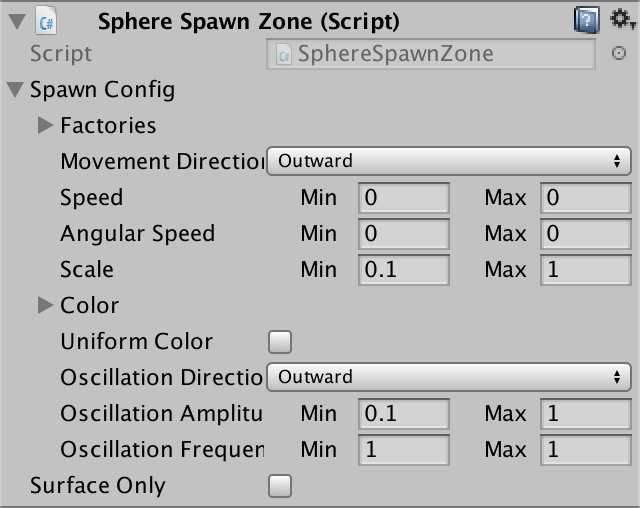 C# Sphere Spawn Zone (Script)
Script C# SphereSpawnZone
Spawn Config
Factories
Movement Direction Outward
Speed Min 0 Max 0
Angular Speed Min 0 Max 0
Scale Min 0.1 Max 1
Color
Uniform Color
Oscillation Directio Outward
Oscillation Amplitu Min 0.1 Max 1
Oscillation Frequen Min 1 Max 1
Surface Only